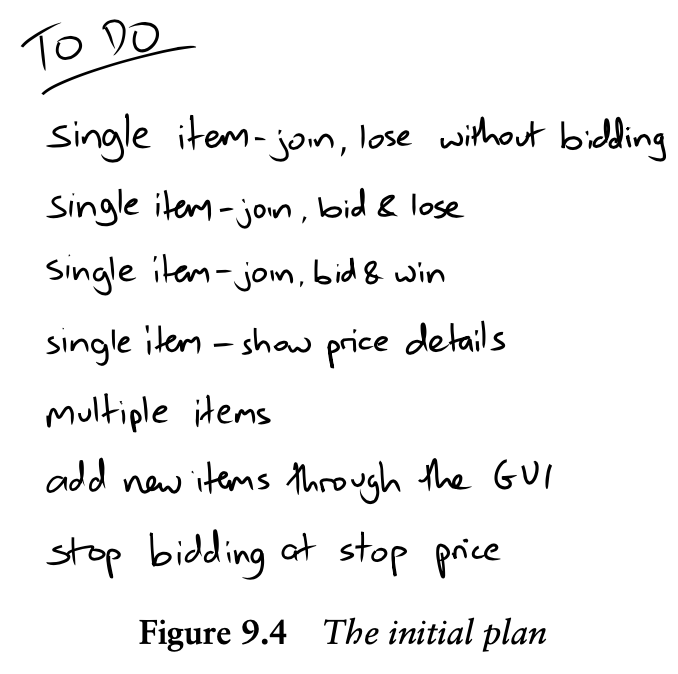 TO DO
Single item-join, lose without bidding
Single item-join, bid & lose
Single item-join, bid & win
single item - show price details
multiple items
add new items through the GUI
stop bidding at stop price
Figure 9.4 The initial plan